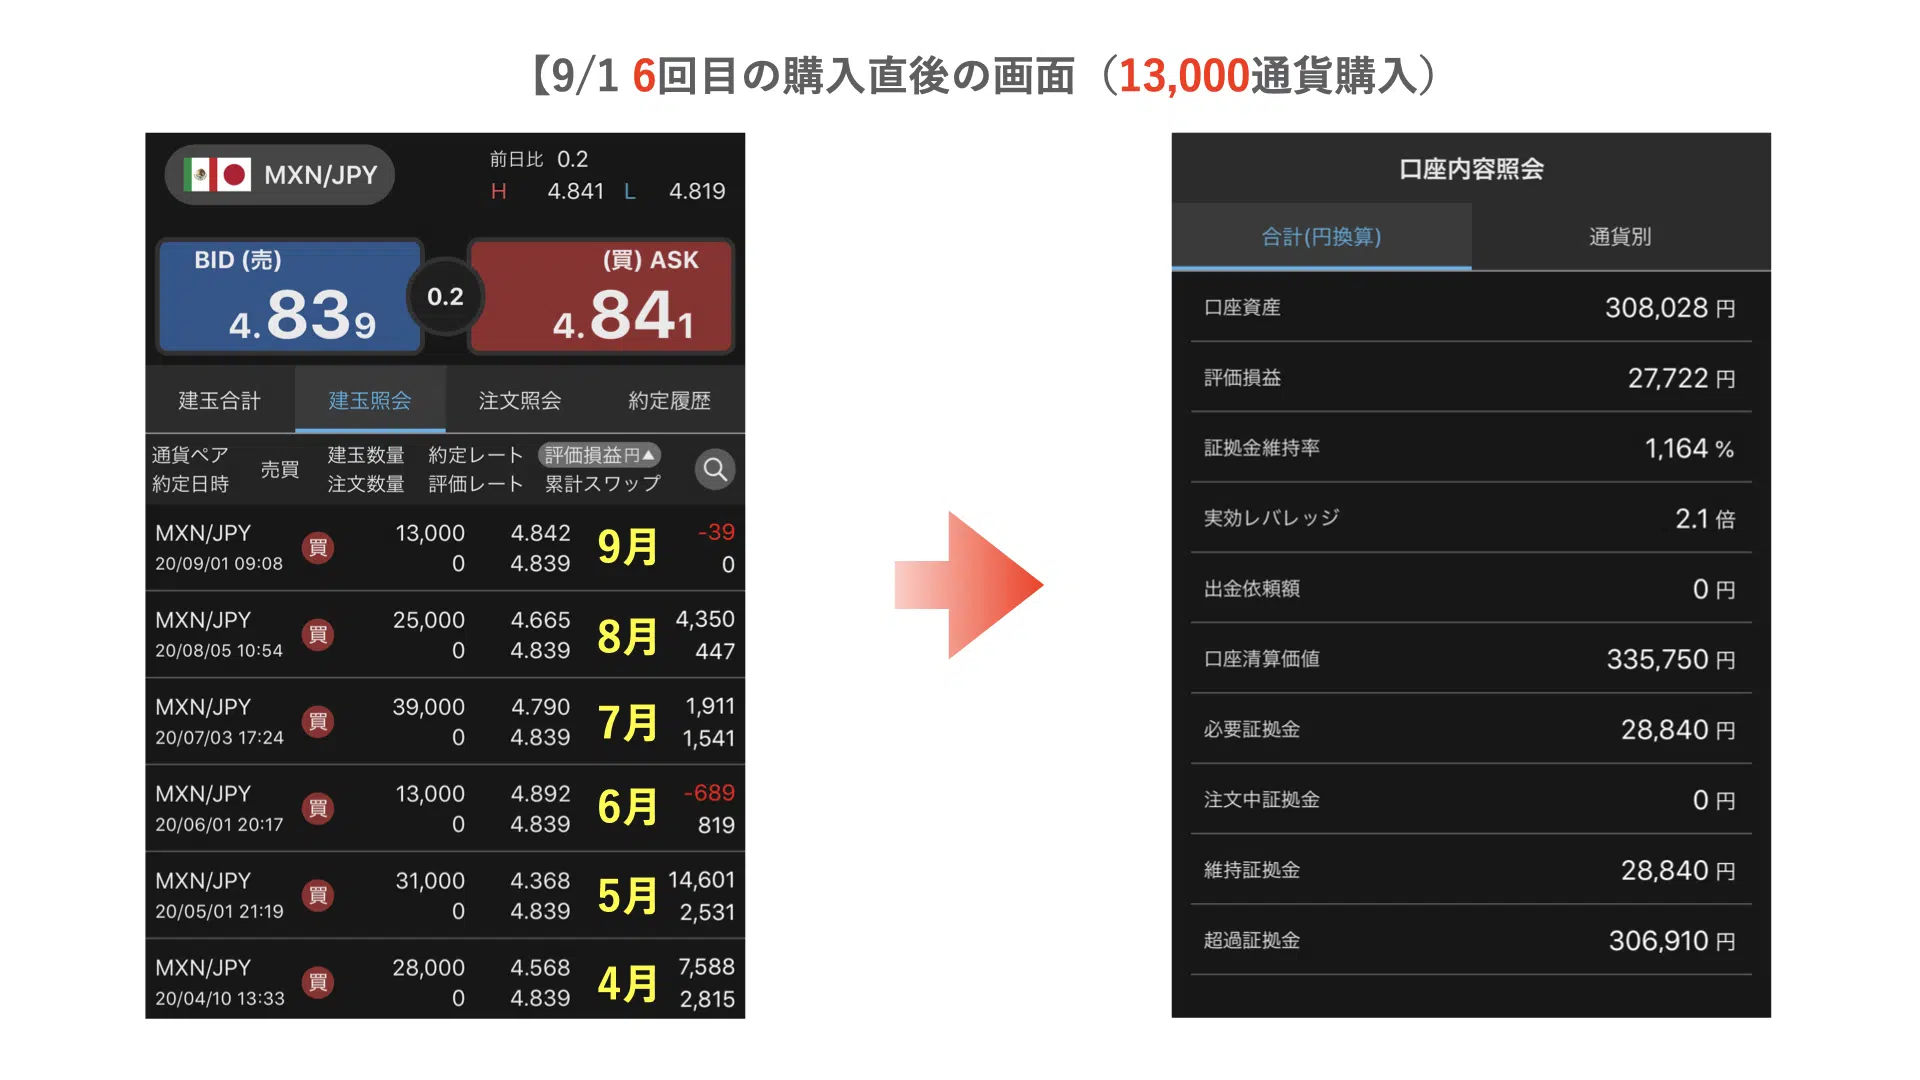 【9/1 6回目の購入直後の画面（13,000通貨購入）
MXN/JPY
前日比 0.2
H 4.841 L 4.819
BID (売)
4.839
0.2
(買) ASK
4.841
建玉合計 建玉照会 注文照会 約定履歴
通貨ペア 売買 建玉数量 約定レート 評価損益円▲
約定日時 注文数量 評価レート 累計スワップ
MXN/JPY 買 13,000 4.842 9月 -39
20/09/01 09:08 0 4.839 0
MXN/JPY 買 25,000 4.665 8月 4,350
20/08/05 10:54 0 4.839 447
MXN/JPY 買 39,000 4.790 7月 1,911
20/07/03 17:24 0 4.839 1,541
MXN/JPY 買 13,000 4.892 6月 -689
20/06/01 20:17 0 4.839 819
MXN/JPY 買 31,000 4.368 5月 14,601
20/05/01 21:19 0 4.839 2,531
MXN/JPY 買 28,000 4.568 4月 7,588
20/04/10 13:33 0 4.839 2,815
口座内容照会
合計(円換算) 通貨別
口座資産 308,028 円
評価損益 27,722 円
証拠金維持率 1,164 %
実効レバレッジ 2.1 倍
出金依頼額 0 円
口座清算価値 335,750 円
必要証拠金 28,840 円
注文中証拠金 0 円
維持証拠金 28,840 円
超過証拠金 306,910 円